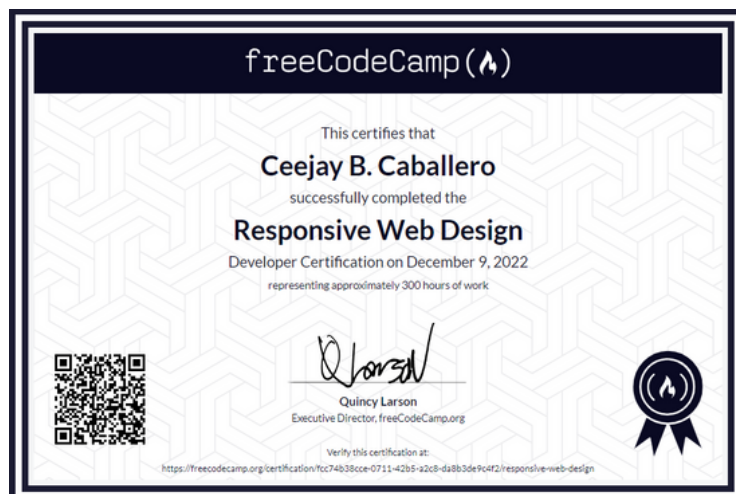 freeCodeCamp(🔥)
This certifies that
Ceejay B. Caballero
successfully completed the
Responsive Web Design
Developer Certification on December 9, 2022
representing approximately 300 hours of work
Quincy Larson
Executive Director, freeCodeCamp.org
Verify this certification at:
https://freecodecamp.org/certification/fcc74b38cce-0711-42b5-a2c8-da8b3de9c4f2/responsive-web-design